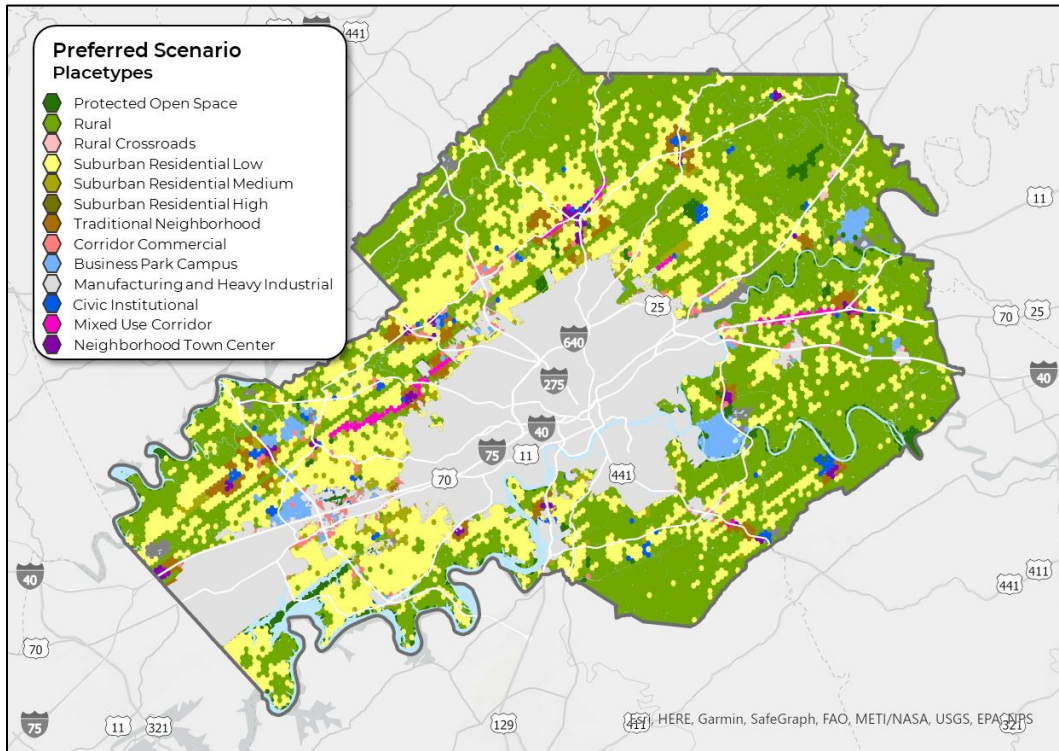 Preferred Scenario
Placetypes
Protected Open Space
Rural
Rural Crossroads
Suburban Residential Low
Suburban Residential Medium
Suburban Residential High
Traditional Neighborhood
Corridor Commercial
Business Park Campus
Manufacturing and Heavy Industrial
Civic Institutional
Mixed Use Corridor
Neighborhood Town Center
441
11
25
70
25
640
275
40
40
75
11
70
441
40
411
441
70
75
11
321
129
411
321
Esri, HERE, Garmin, SafeGraph, FAO, METI/NASA, USGS, EPA, NPS